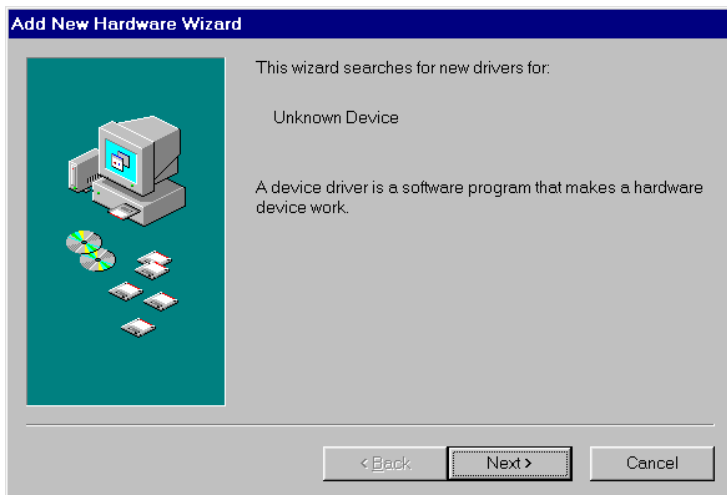 Add New Hardware Wizard
This wizard searches for new drivers for:
Unknown Device
A device driver is a software program that makes a hardware
device work.
< Back
Next >
Cancel